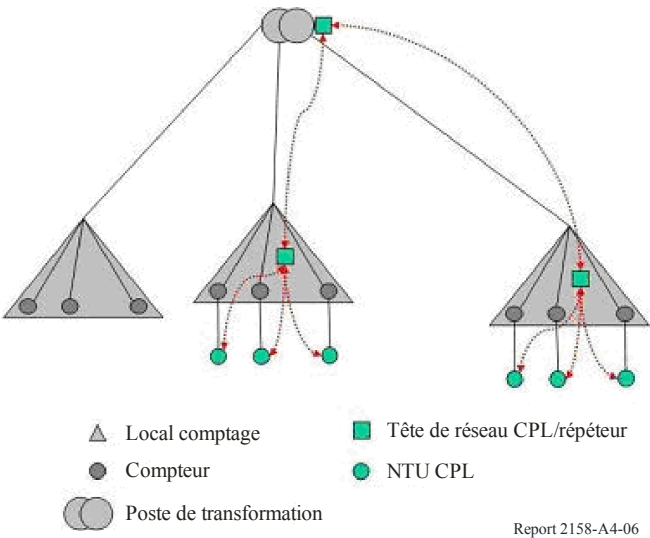 Local comptage
Tête de réseau CPL/répéteur
Compteur
NTU CPL
Poste de transformation
Report 2158-A4-06